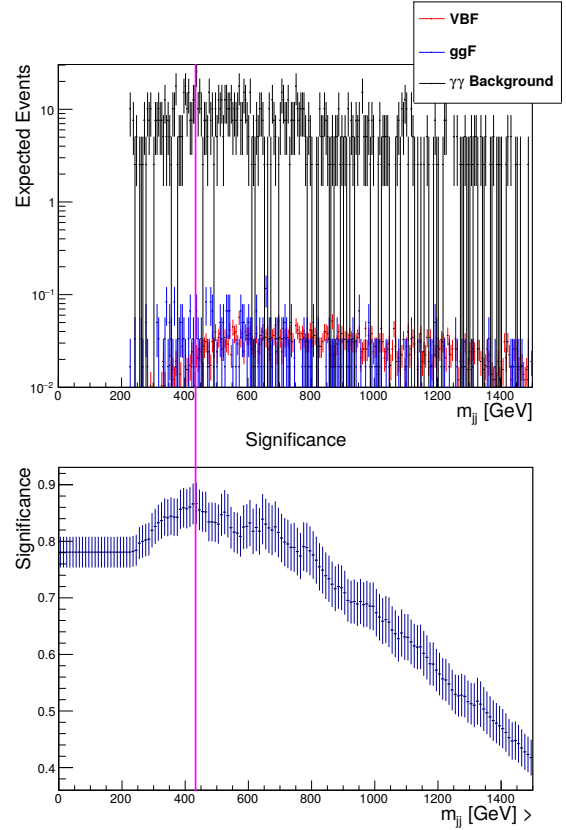 VBF
ggF
γγ Background
Expected Events
10
1
10⁻¹
10⁻²
0 200 400 600 800 1000 1200 1400
m_jj [GeV]
Significance
Significance
0.9
0.8
0.7
0.6
0.5
0.4
0 200 400 600 800 1000 1200 1400
m_jj [GeV] >